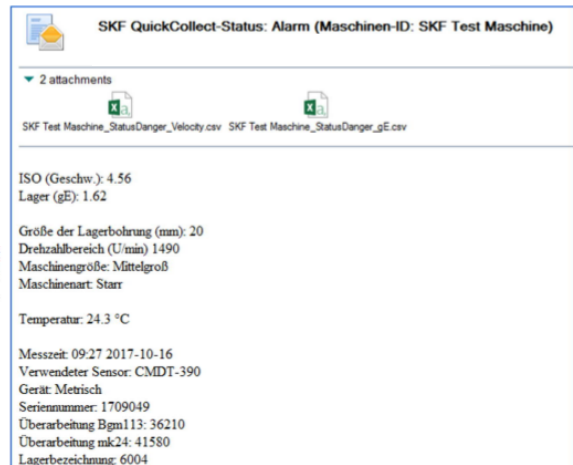 SKF QuickCollect-Status: Alarm (Maschinen-ID: SKF Test Maschine)
2 attachments
SKF Test Maschine_StatusDanger_Velocity.csv SKF Test Maschine_StatusDanger_gE.csv
ISO (Geschw.): 4.56
Lager (gE): 1.62
Größe der Lagerbohrung (mm): 20
Drehzahlbereich (U/min) 1490
Maschinengröße: Mittelgroß
Maschinenart: Starr
Temperatur: 24.3 °C
Messzeit: 09:27 2017-10-16
Verwendeter Sensor: CMDT-390
Gerät: Metrisch
Seriennummer: 1709049
Überarbeitung Bgm113: 36210
Überarbeitung mk24: 41580
Lagerbezeichnung: 6004